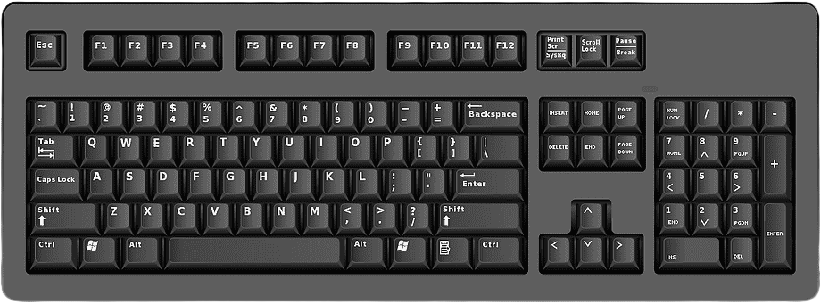 Esc F1 F2 F3 F4 F5 F6 F7 F8 F9 F10 F11 F12 Print Scroll Pause
Scr Lock Break
SysRq
~ ! @ # $ % ^ & * ( ) - + Backspace INSERT HOME PAGE NUM / * -
1 2 3 4 5 6 7 8 9 0 = UP LOCK
Tab Q W E R T Y U I O P { } | DELETE END PAGE 7 8 9 +
[ ] \ DOWN PGUP
Caps Lock A S D F G H J K L : " Enter 4 5 6
; ' < >
Shift Z X C V B N M < > ? Shift ^ 1 2 3 ENTER
, . / END PGDN
Ctrl Alt Alt Ctrl < v > INS DEL